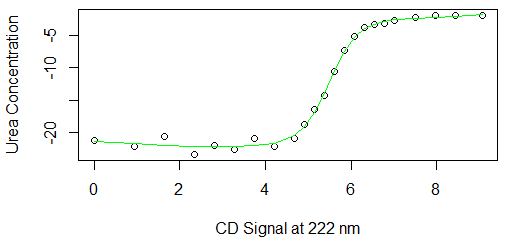 Urea Concentration
-5
-10
-20
0 2 4 6 8
CD Signal at 222 nm